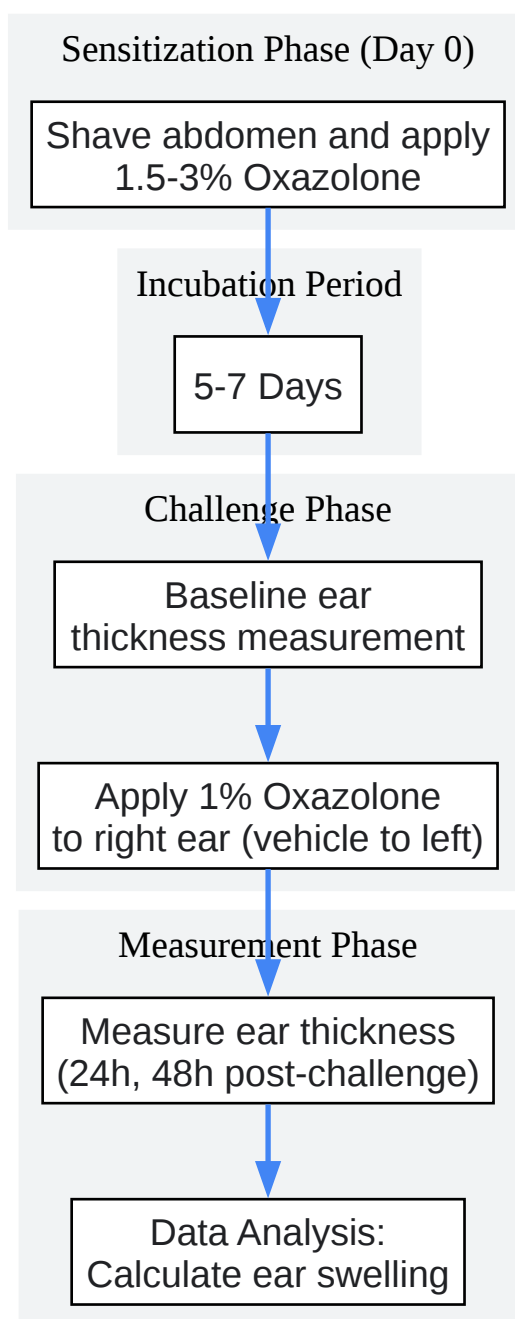 Sensitization Phase (Day 0)
Shave abdomen and apply
1.5-3% Oxazolone
Incubation Period
5-7 Days
Challenge Phase
Baseline ear
thickness measurement
Apply 1% Oxazolone
to right ear (vehicle to left)
Measurement Phase
Measure ear thickness
(24h, 48h post-challenge)
Data Analysis:
Calculate ear swelling